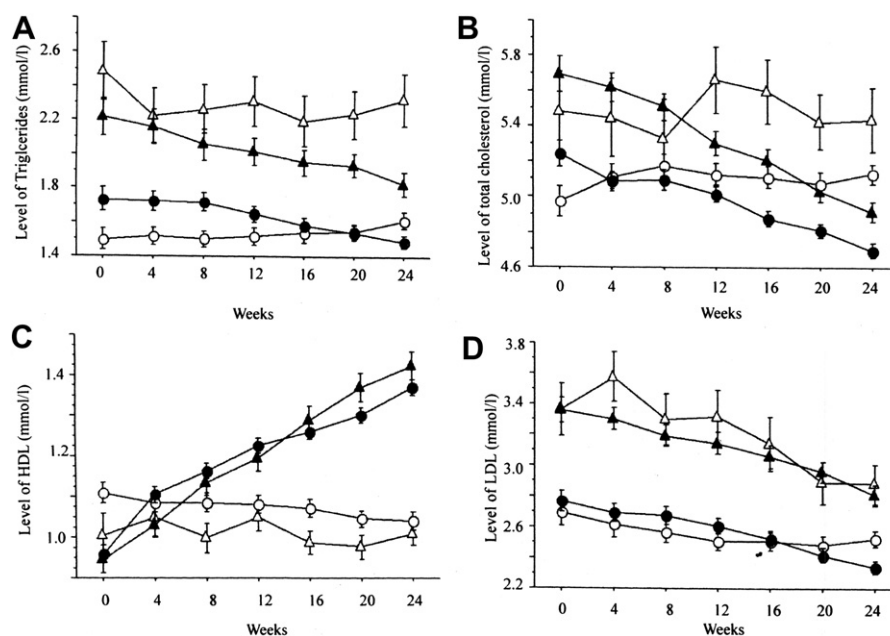 A
Level of Triglcerides (mmol/l)
2.6
2.2
1.8
1.4
0 4 8 12 16 20 24
Weeks
B
Level of total cholesterol (mmol/l)
5.8
5.4
5.0
4.6
0 4 8 12 16 20 24
Weeks
C
Level of HDL (mmol/l)
1.4
1.2
1.0
0 4 8 12 16 20 24
Weeks
D
Level of LDL (mmol/l)
3.8
3.4
3.0
2.6
2.2
0 4 8 12 16 20 24
Weeks